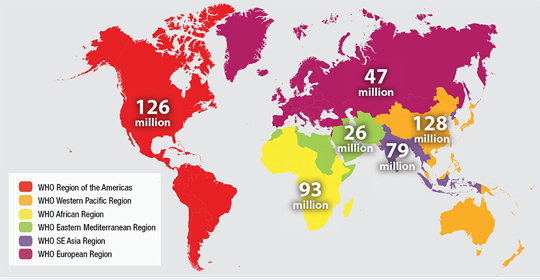 47
million
126
million
26
million
128
million
79
million
93
million
WHO Region of the Americas
WHO Western Pacific Region
WHO African Region
WHO Eastern Mediterranean Region
WHO SE Asia Region
WHO European Region